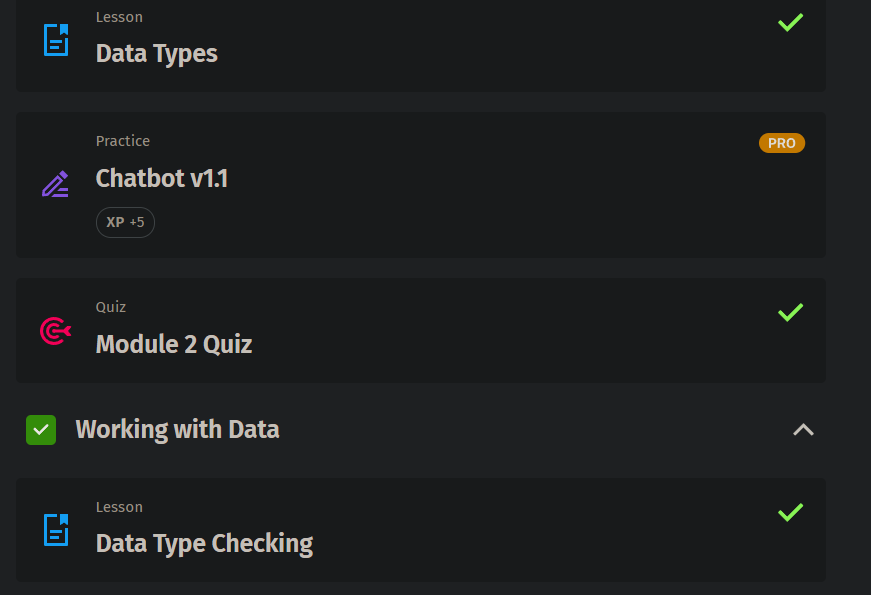 Lesson
Data Types
Practice
PRO
Chatbot v1.1
XP +5
Quiz
Module 2 Quiz
Working with Data
Lesson
Data Type Checking